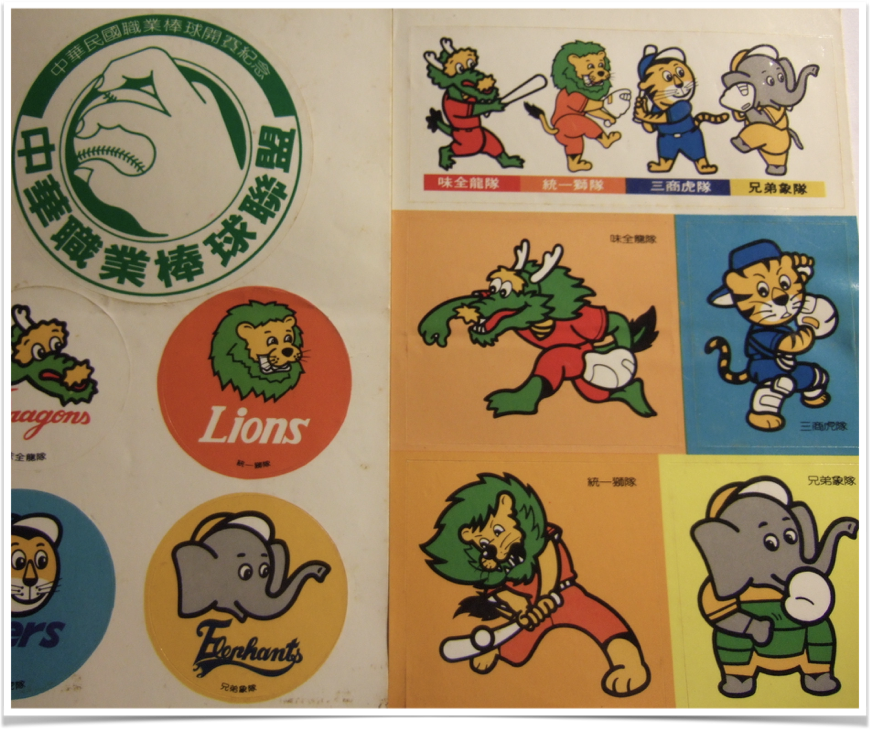 中華民國職業棒球開賽紀念
中華職業棒球聯盟
agons
全龍隊
Lions
統一獅隊
ers
Elephants
兄弟象隊
味全龍隊
統一獅隊
三商虎隊
兄弟象隊
味全龍隊
三商虎隊
統一獅隊
兄弟象隊